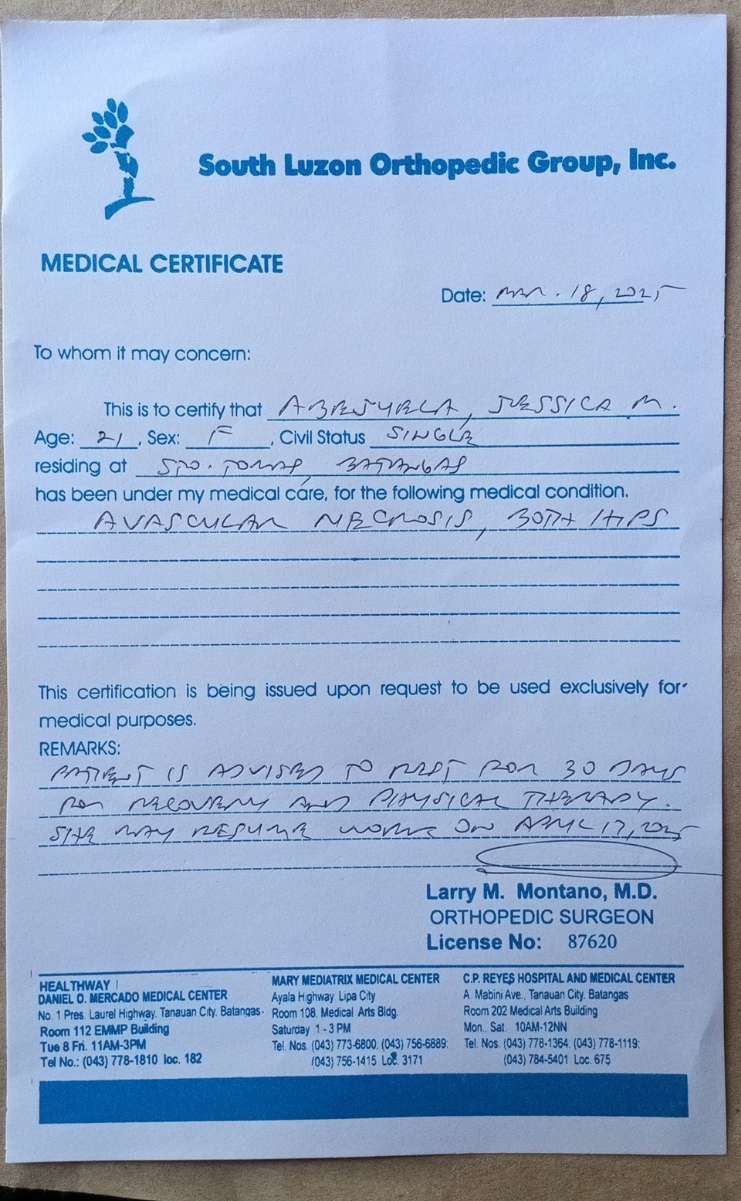 South Luzon Orthopedic Group, Inc.
MEDICAL CERTIFICATE
Date: Mar. 18, 2025
To whom it may concern:
This is to certify that ABESUELA, JESSICA M.
Age: 21, Sex: F, Civil Status SINGLE
residing at STO. TOMAS, BATANGAS
has been under my medical care, for the following medical condition.
AVASCULAR NECROSIS, BOTH HIPS
This certification is being issued upon request to be used exclusively for
medical purposes.
REMARKS:
PATIENT IS ADVISED TO REST FOR 30 DAYS
FOR RECOVERY AND PHYSICAL THERAPY.
SHE MAY RESUME WORK ON APRIL 17, 2025
Larry M. Montano, M.D.
ORTHOPEDIC SURGEON
License No: 87620
HEALTHWAY
DANIEL O. MERCADO MEDICAL CENTER
No. 1 Pres. Laurel Highway, Tanauan City, Batangas
Room 112 EMMP Building
Tue & Fri. 11AM-3PM
Tel No.: (043) 778-1810 loc. 182
MARY MEDIATRIX MEDICAL CENTER
Ayala Highway Lipa City
Room 108, Medical Arts Bldg.
Saturday 1 - 3 PM
Tel. Nos. (043) 773-6800, (043) 756-6889;
(043) 756-1415 Loc. 3171
C.P. REYES HOSPITAL AND MEDICAL CENTER
A. Mabini Ave., Tanauan City, Batangas
Room 202 Medical Arts Building
Mon., Sat. 10AM-12NN
Tel. Nos. (043) 778-1364, (043) 778-1119;
(043) 784-5401 Loc. 675